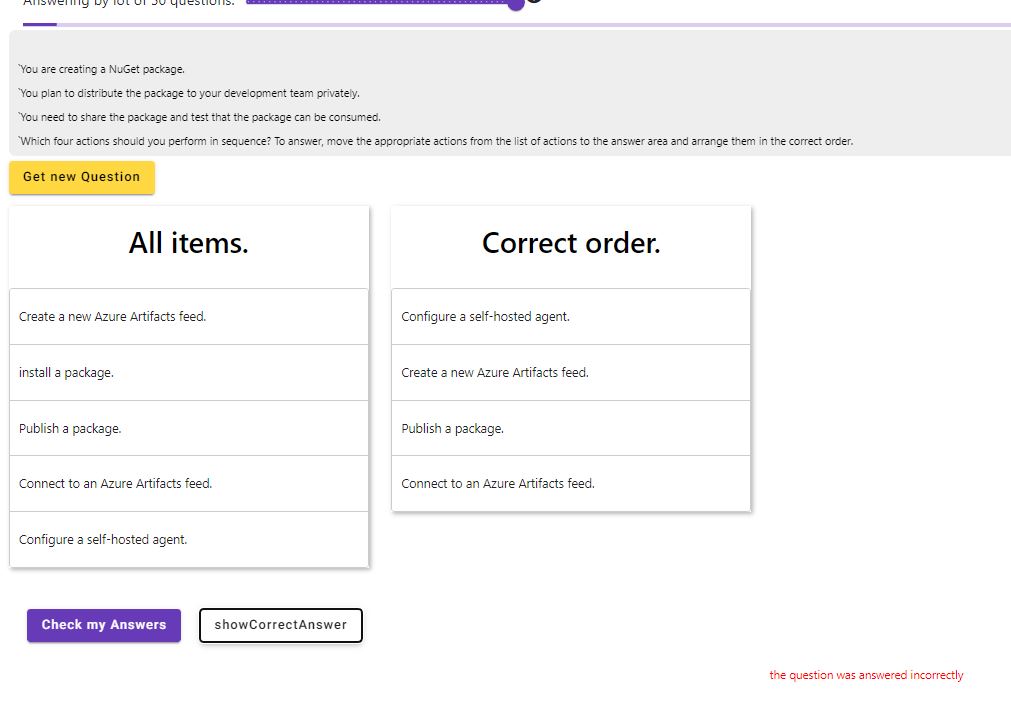 Answering by lot of 50 questions.
`You are creating a NuGet package.
`You plan to distribute the package to your development team privately.
`You need to share the package and test that the package can be consumed.
`Which four actions should you perform in sequence? To answer, move the appropriate actions from the list of actions to the answer area and arrange them in the correct order.
Get new Question
All items.
Create a new Azure Artifacts feed.
install a package.
Publish a package.
Connect to an Azure Artifacts feed.
Configure a self-hosted agent.
Correct order.
Configure a self-hosted agent.
Create a new Azure Artifacts feed.
Publish a package.
Connect to an Azure Artifacts feed.
Check my Answers
showCorrectAnswer
the question was answered incorrectly